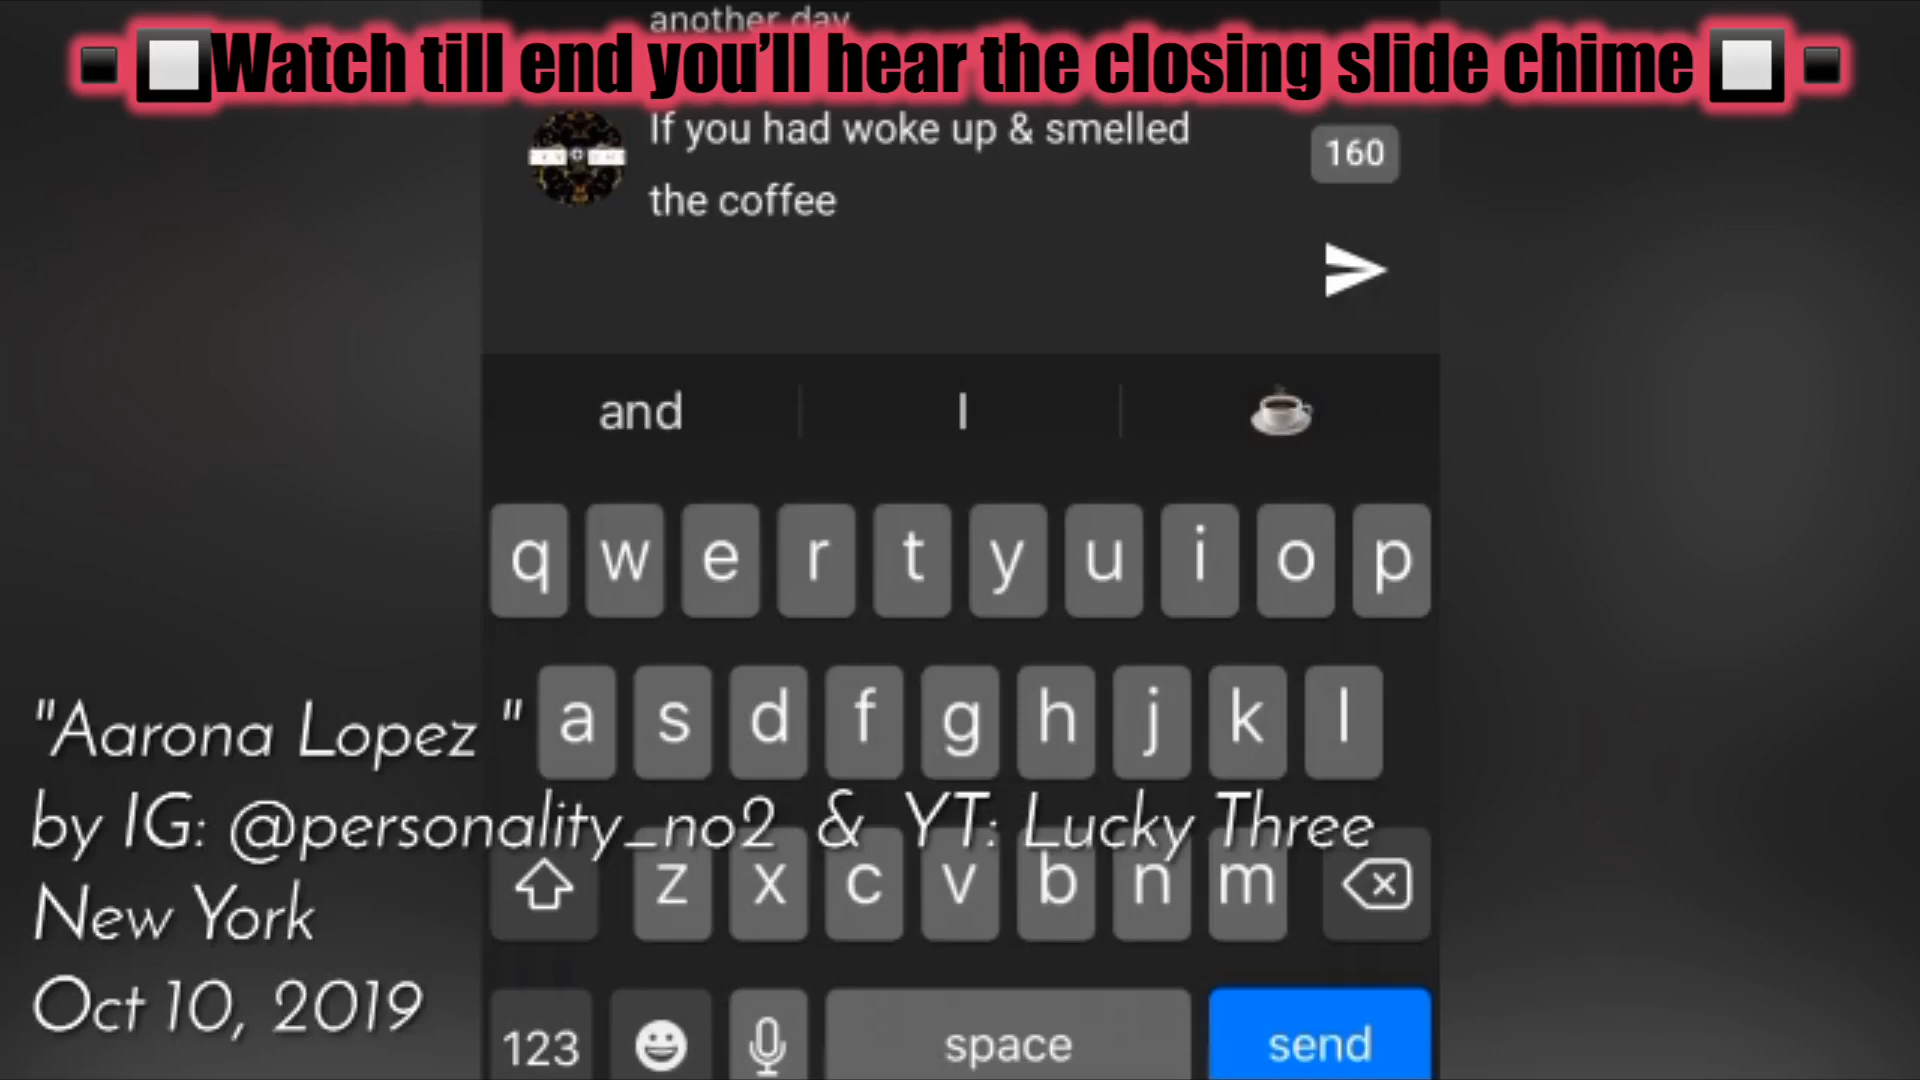 another day
Watch till end you'll hear the closing slide chime
If you had woke up & smelled
160
the coffee
and I
q w e r t y u i o p
a s d f g h j k l
"Aarona Lopez "
by IG: @personality_no2 & YT: Lucky Three
z x c v b n m
New York
Oct 10, 2019
123 space send